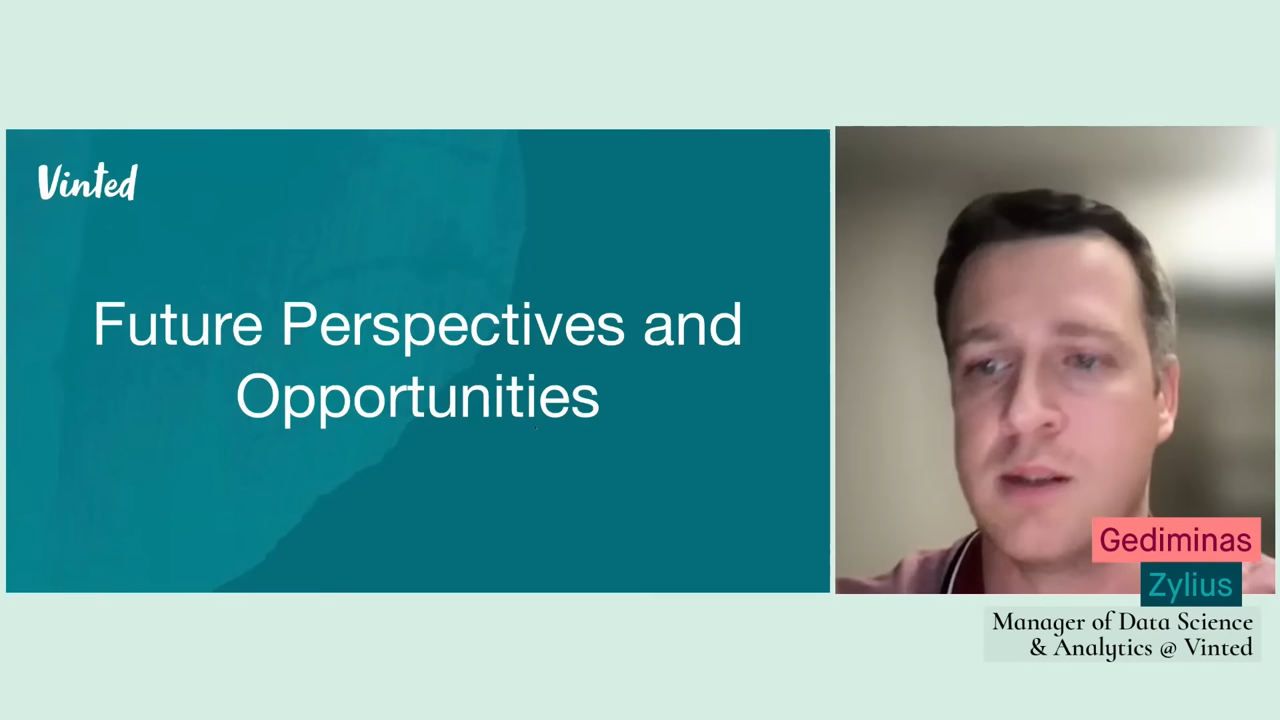 Vinted
Future Perspectives and
Opportunities
Gediminas
Zylius
Manager of Data Science
& Analytics @ Vinted